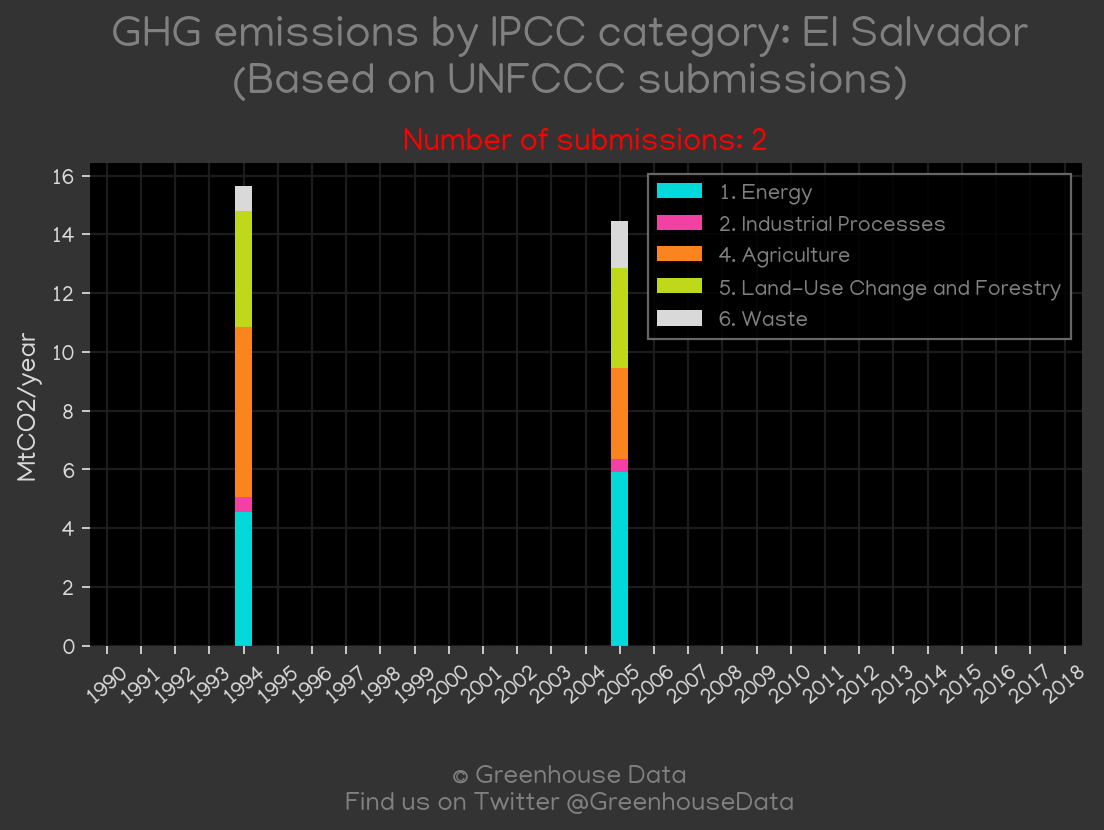 GHG emissions by IPCC category: El Salvador
(Based on UNFCCC submissions)
Number of submissions: 2
16
14
12
10
8
6
4
2
0
MtCO2/year
1. Energy
2. Industrial Processes
4. Agriculture
5. Land-Use Change and Forestry
6. Waste
1990 1991 1992 1993 1994 1995 1996 1997 1998 1999 2000 2001 2002 2003 2004 2005 2006 2007 2008 2009 2010 2011 2012 2013 2014 2015 2016 2017 2018
© Greenhouse Data
Find us on Twitter @GreenhouseData